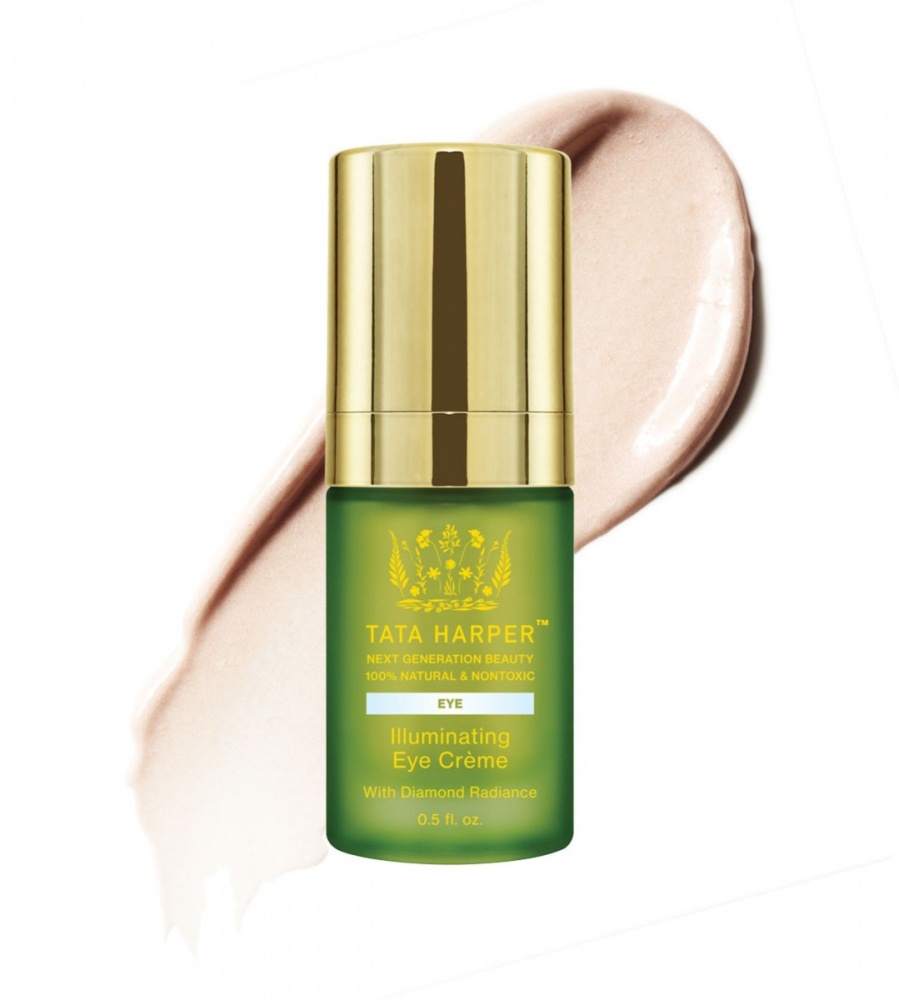 TATA HARPER™
NEXT GENERATION BEAUTY
100% NATURAL & NONTOXIC
EYE
Illuminating
Eye Crème
With Diamond Radiance
0.5 fl. oz.